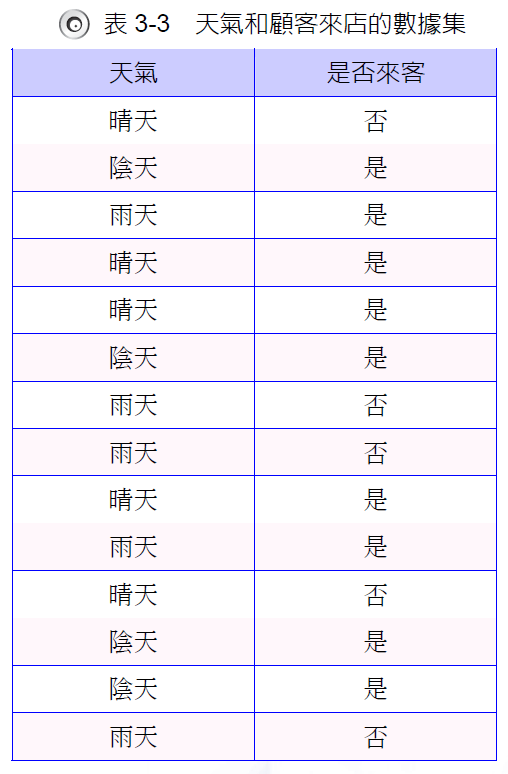 表 3-3 天氣和顧客來店的數據集
天氣 是否來客
晴天 否
陰天 是
雨天 是
晴天 是
晴天 是
陰天 是
雨天 否
雨天 否
晴天 是
雨天 是
晴天 否
陰天 是
陰天 是
雨天 否